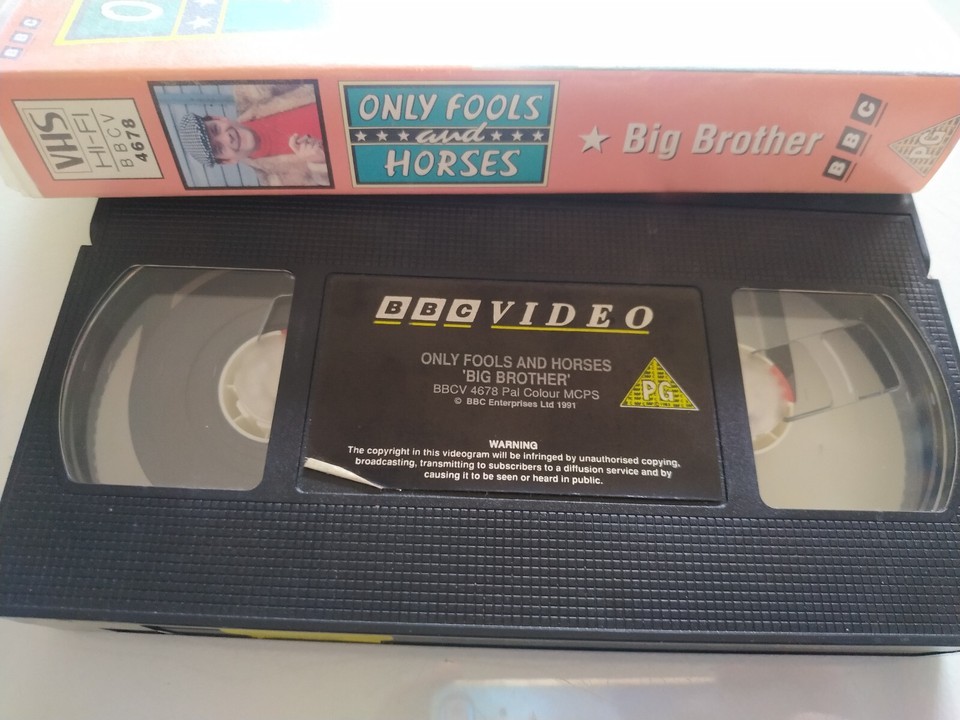 BBC
VHS
HI-FI
BBCV
4678
ONLY FOOLS
and
HORSES
Big Brother
BBC
PG
BBC VIDEO
ONLY FOOLS AND HORSES
'BIG BROTHER'
BBCV 4678 Pal Colour MCPS
© BBC Enterprises Ltd 1991
PG
WARNING
The copyright in this videogram will be infringed by unauthorised copying,
broadcasting, transmitting to subscribers to a diffusion service and by
causing it to be seen or heard in public.